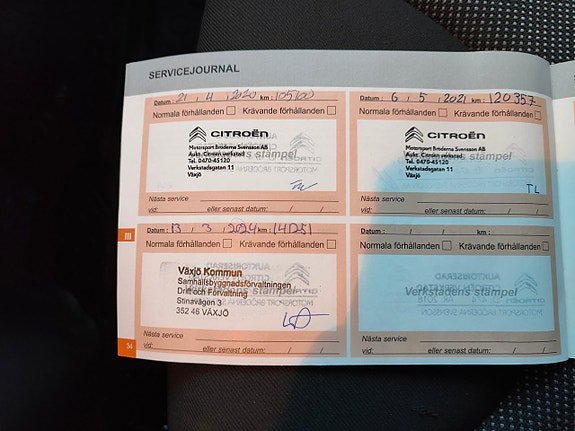 SERVICEJOURNAL
Datum: 21 / 4 / 2020 km: 105100
Normala förhållanden Krävande förhållanden
CITROËN
Motorsport Bröderna Svensson AB
Aukt. Citroën verkstad
Tel. 0470-45120
Verkstadsgatan 11
Växjö
Nästa service
vid: eller senast datum: / /
Datum: 6 / 5 / 2021 km: 120357
Normala förhållanden Krävande förhållanden
CITROËN
Motorsport Bröderna Svensson AB
Aukt. Citroën verkstad
Tel. 0470-45120
Verkstadsgatan 11
Växjö
TL
Nästa service
vid: eller senast datum: / /
III
Datum: 13 / 3 / 2024 km: 141251
Normala förhållanden Krävande förhållanden
Växjö Kommun
Samhällsbyggnadsförvaltningen
Drift och Förvaltning
Stinavägen 3
352 46 VÄXJÖ
Nästa service
vid: eller senast datum: / /
Datum: / / km:
Normala förhållanden Krävande förhållanden
Verkstadens stämpel
Nästa service
vid: eller senast datum: / /
34